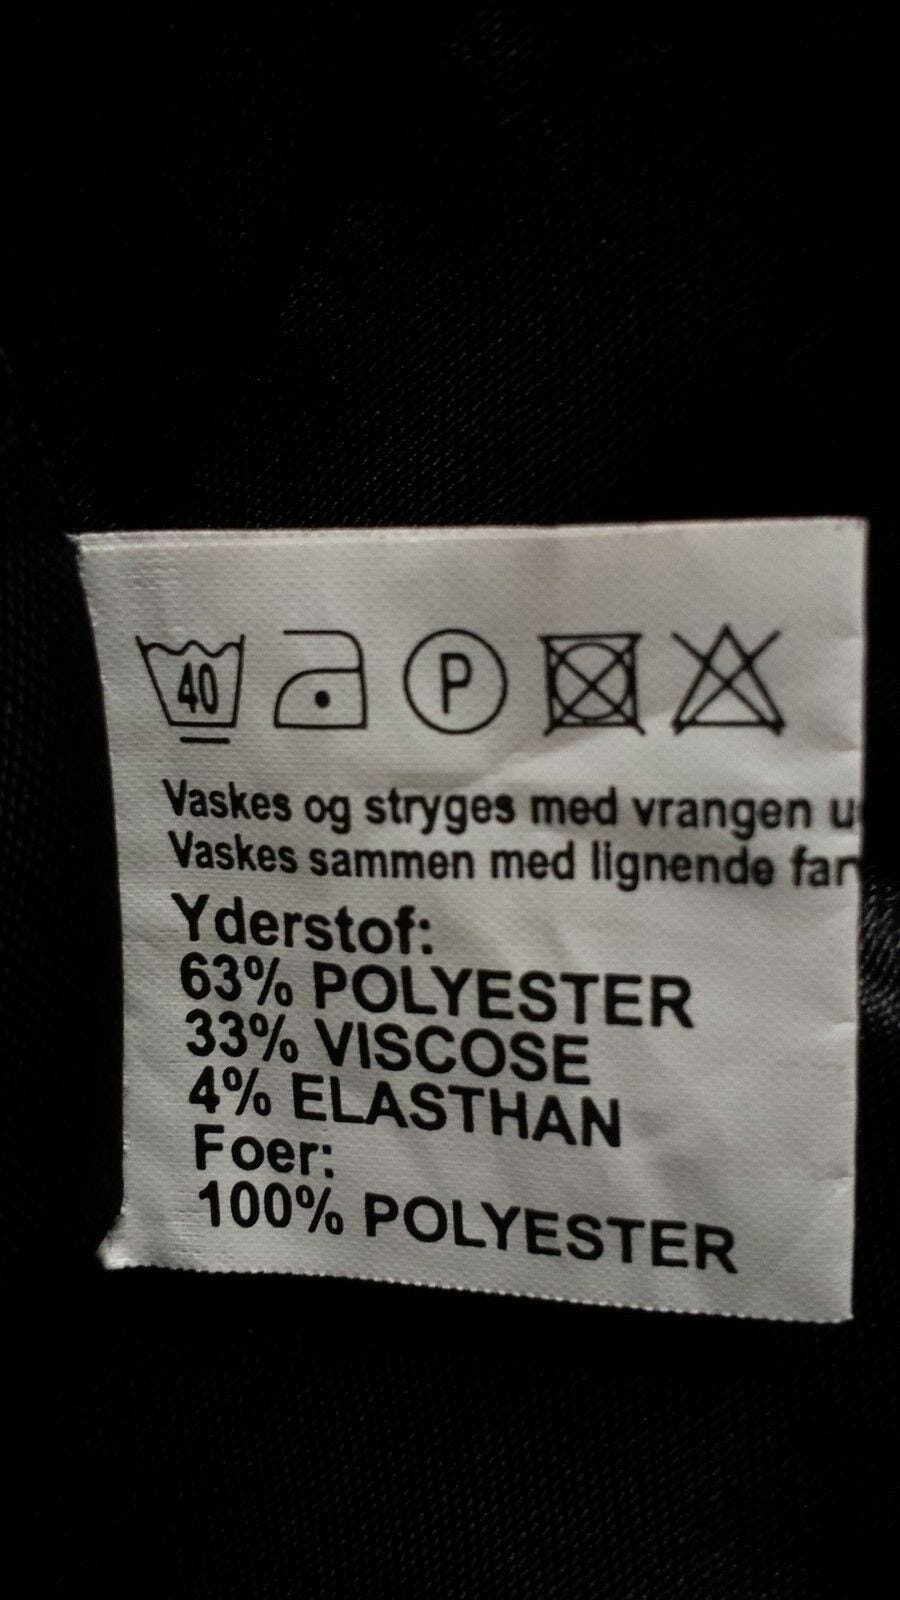 40 P
Vaskes og stryges med vrangen
Vaskes sammen med lignende
Yderstof:
63% POLYESTER
33% VISCOSE
4% ELASTHAN
Foer:
100% POLYESTER